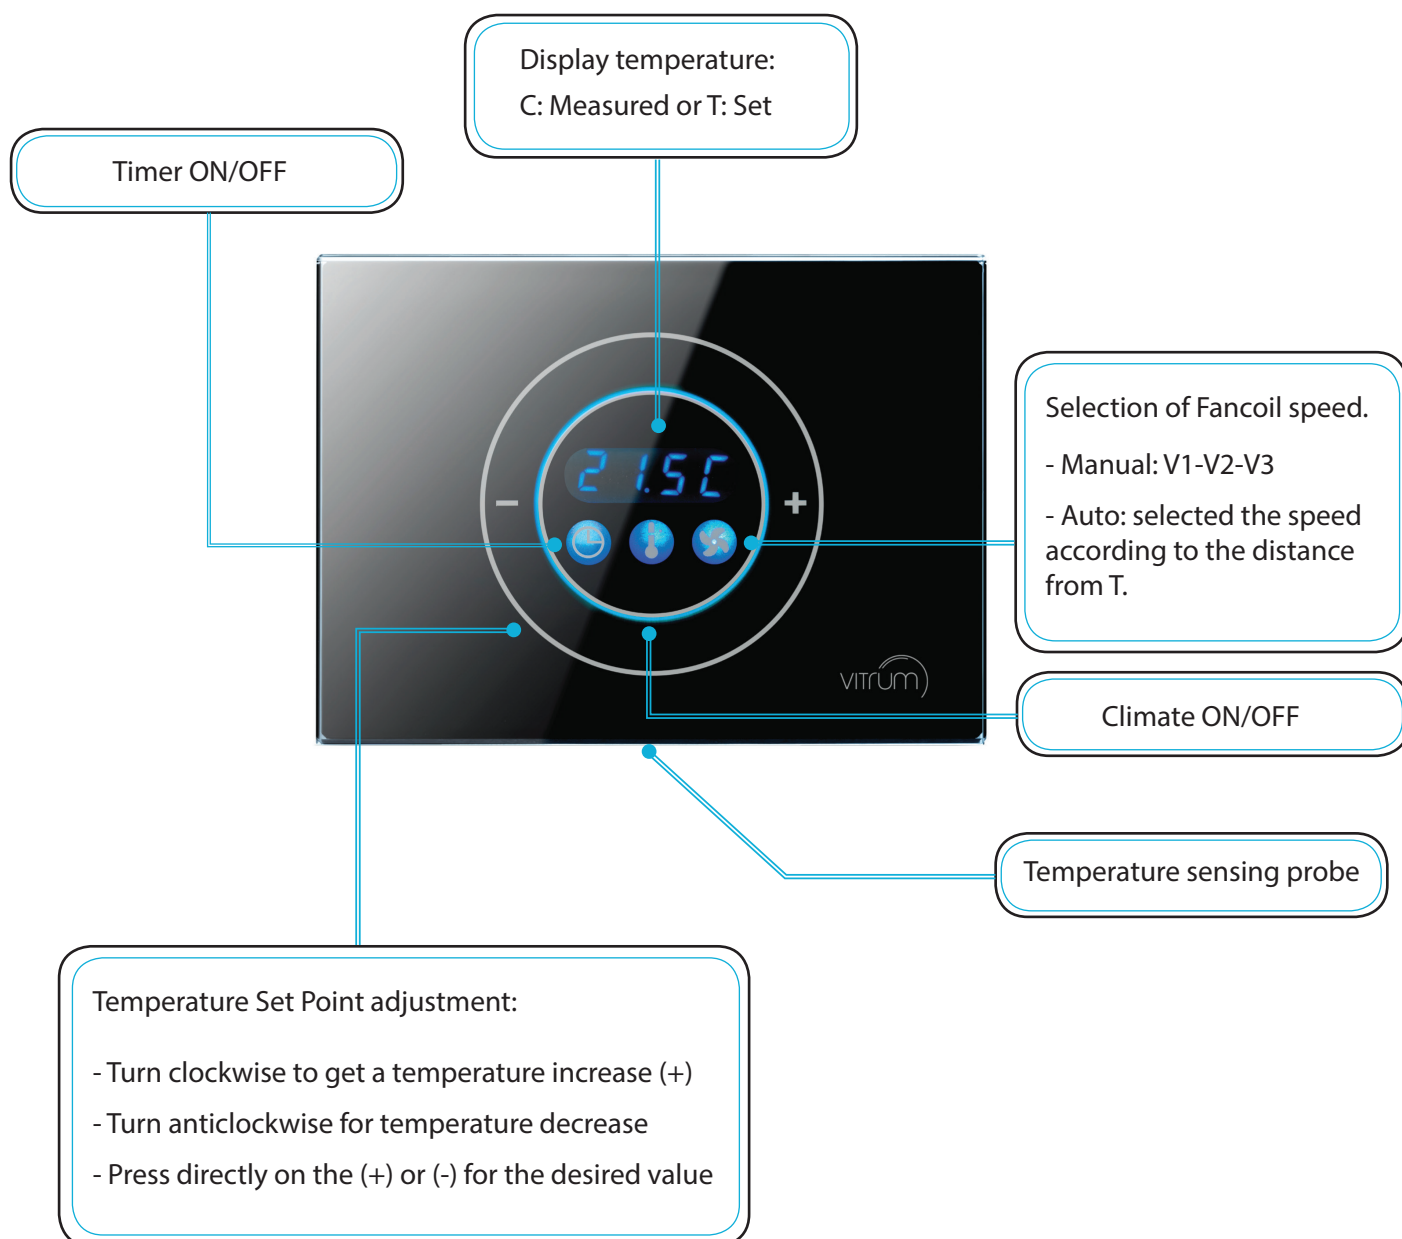 Display temperature:
C: Measured or T: Set
Timer ON/OFF
21.5C
-
+
Selection of Fancoil speed.
- Manual: V1-V2-V3
- Auto: selected the speed
according to the distance
from T.
vitrum
Climate ON/OFF
Temperature sensing probe
Temperature Set Point adjustment:
- Turn clockwise to get a temperature increase (+)
- Turn anticlockwise for temperature decrease
- Press directly on the (+) or (-) for the desired value